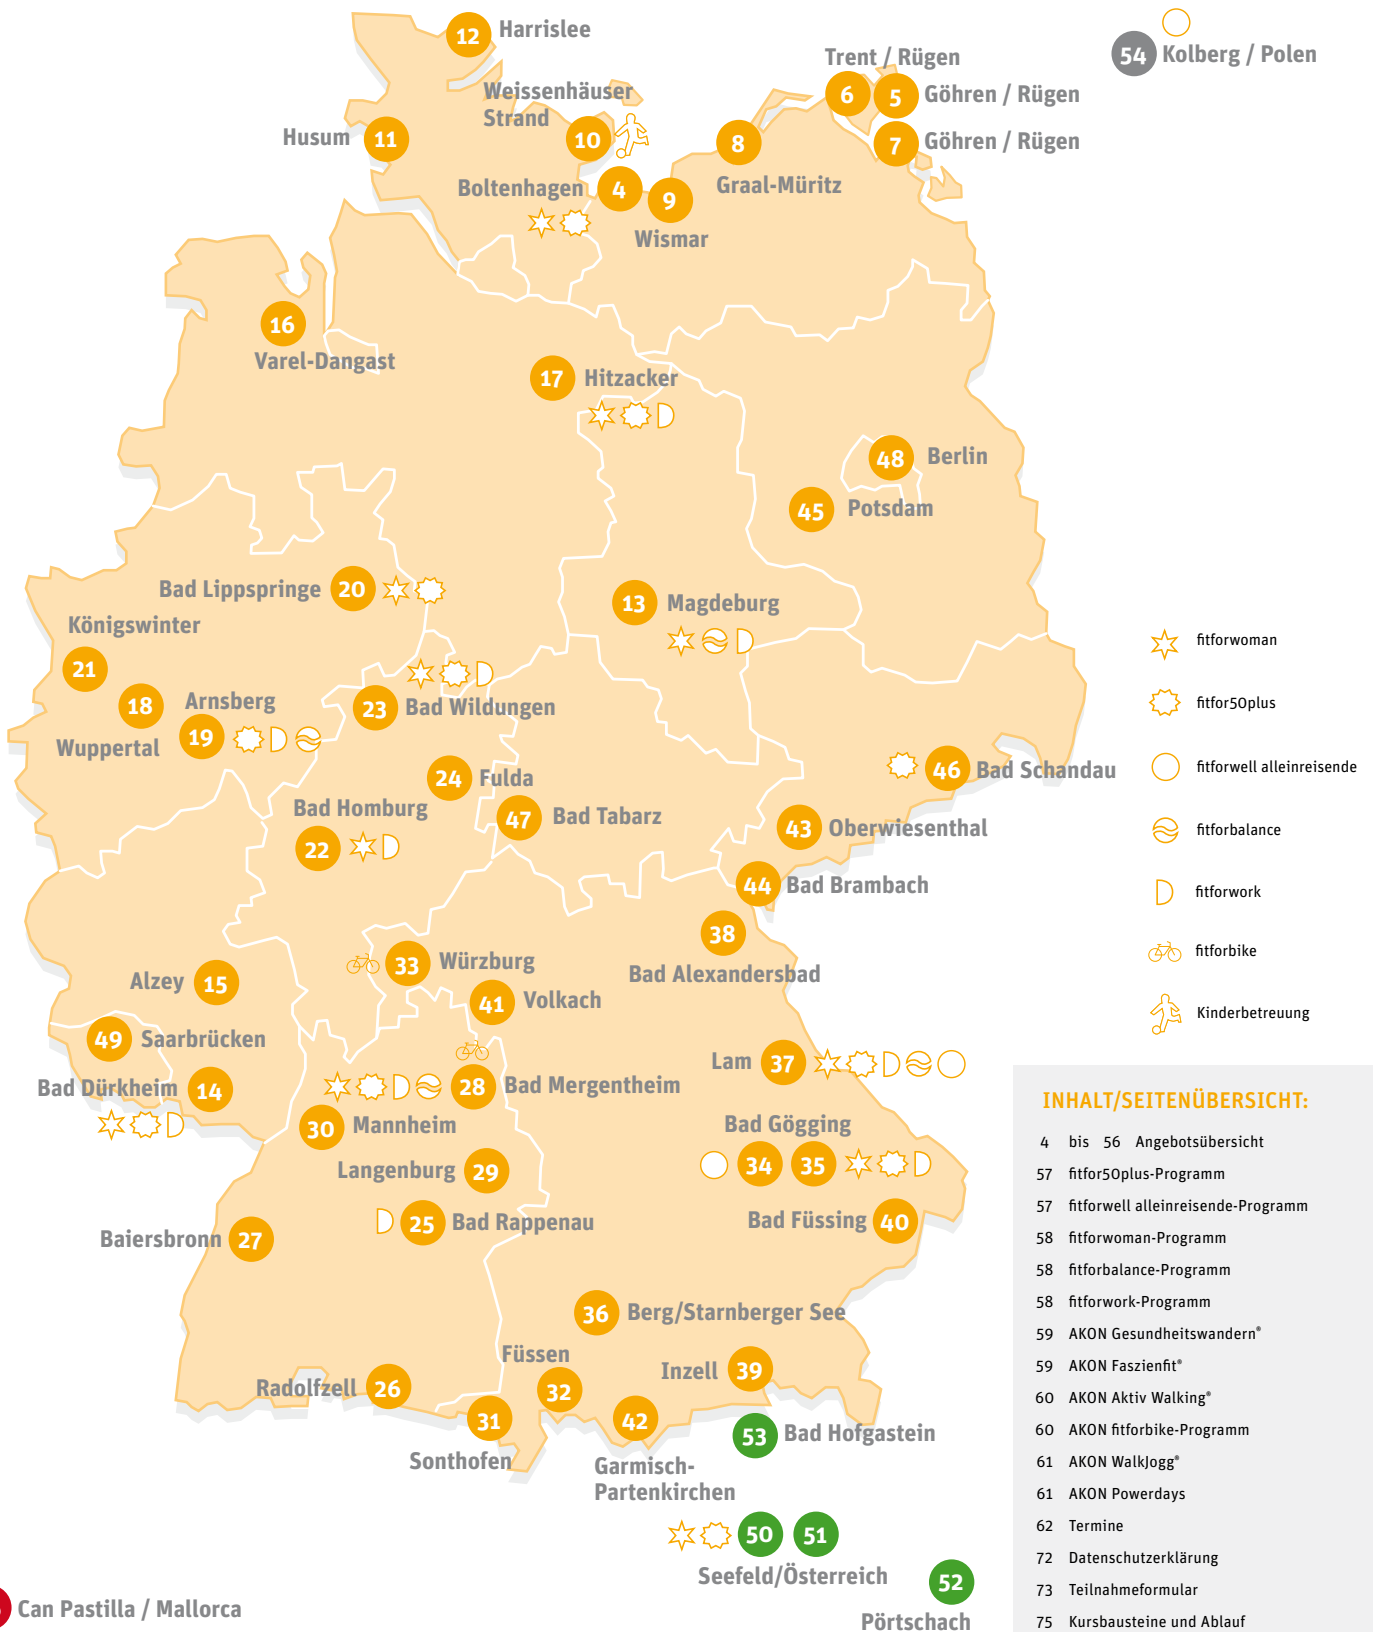 12 Harrislee
54 Kolberg / Polen
Trent / Rügen
6 5 Göhren / Rügen
Weissenhäuser
Strand
10
Husum 11
8
7 Göhren / Rügen
Graal-Müritz
Boltenhagen 4
9
Wismar
16
Varel-Dangast
17 Hitzacker
48 Berlin
45 Potsdam
Bad Lippspringe 20
13 Magdeburg
Königswinter
21
18
Wuppertal
Arnsberg
19
23 Bad Wildungen
24 Fulda
46 Bad Schandau
Bad Homburg
22
47 Bad Tabarz
43 Oberwiesenthal
44 Bad Brambach
38
Bad Alexandersbad
33 Würzburg
Alzey 15
41 Volkach
49 Saarbrücken
Bad Dürkheim 14
Lam 37
28 Bad Mergentheim
30 Mannheim
Bad Gögging
34 35
Langenburg 29
25 Bad Rappenau
Bad Füssing 40
Baiersbronn 27
36 Berg/Starnberger See
Füssen
32
Inzell 39
Radolfzell 26
31
Sonthofen
42
Garmisch-
Partenkirchen
53 Bad Hofgastein
50 51
Seefeld/Österreich
52
Pörtschach
Can Pastilla / Mallorca
fitforwoman
fitfor50plus
fitforwell alleinreisende
fitforbalance
fitforwork
fitforbike
Kinderbetreuung
INHALT/SEITENÜBERSICHT:
4 bis 56 Angebotsübersicht
57 fitfor50plus-Programm
57 fitforwell alleinreisende-Programm
58 fitforwoman-Programm
58 fitforbalance-Programm
58 fitforwork-Programm
59 AKON Gesundheitswandern®
59 AKON Faszienfit®
60 AKON Aktiv Walking®
60 AKON fitforbike-Programm
61 AKON WalkJogg®
61 AKON Powerdays
62 Termine
72 Datenschutzerklärung
73 Teilnahmeformular
75 Kursbausteine und Ablauf